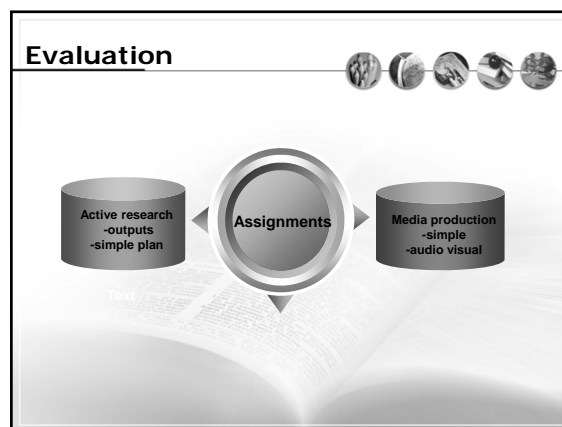 Evaluation
Active research
-outputs
-simple plan
Assignments
Media production
-simple
-audio visual
Text